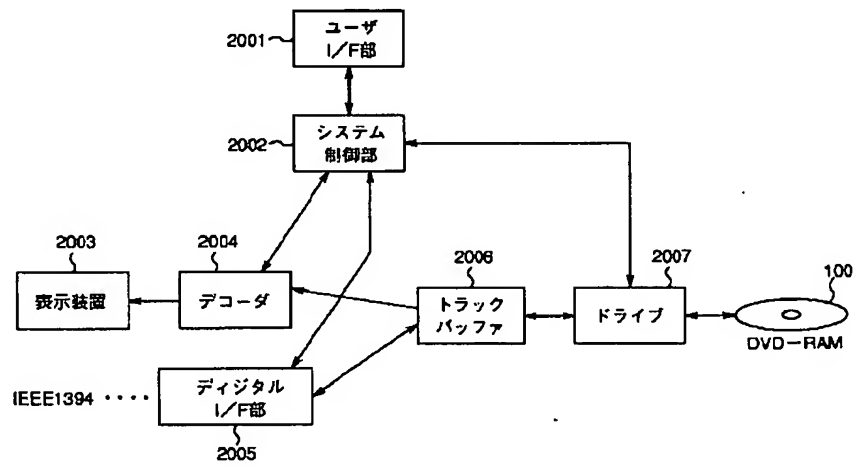 2001
ユーザ
I/F部
2002
システム
制御部
2003
表示装置
2004
デコーダ
2006
トラック
バッファ
2007
ドライブ
100
DVD-RAM
IEEE1394 ····
ディジタル
I/F部
2005